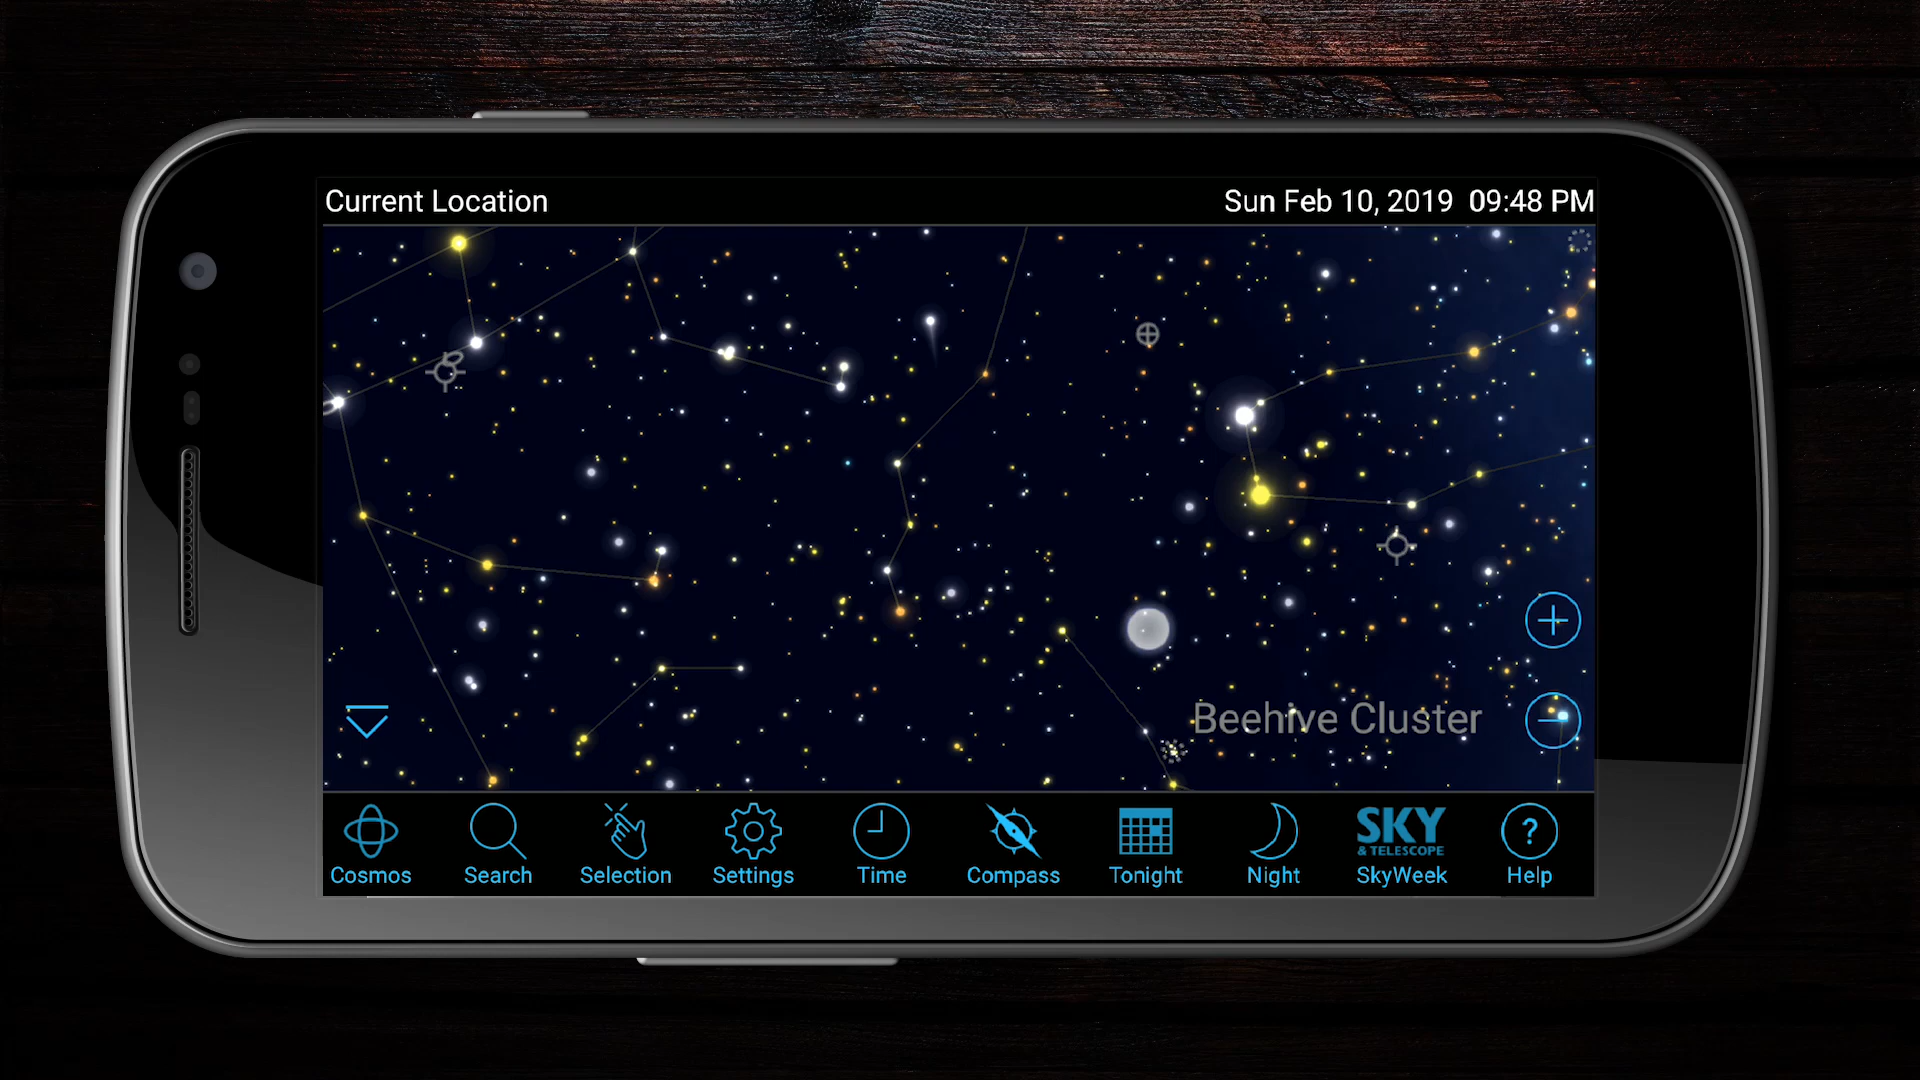 Current Location
Sun Feb 10, 2019 09:48 PM
Beehive Cluster
SKY
& TELESCOPE
?
Cosmos Search Selection Settings Time Compass Tonight Night SkyWeek Help